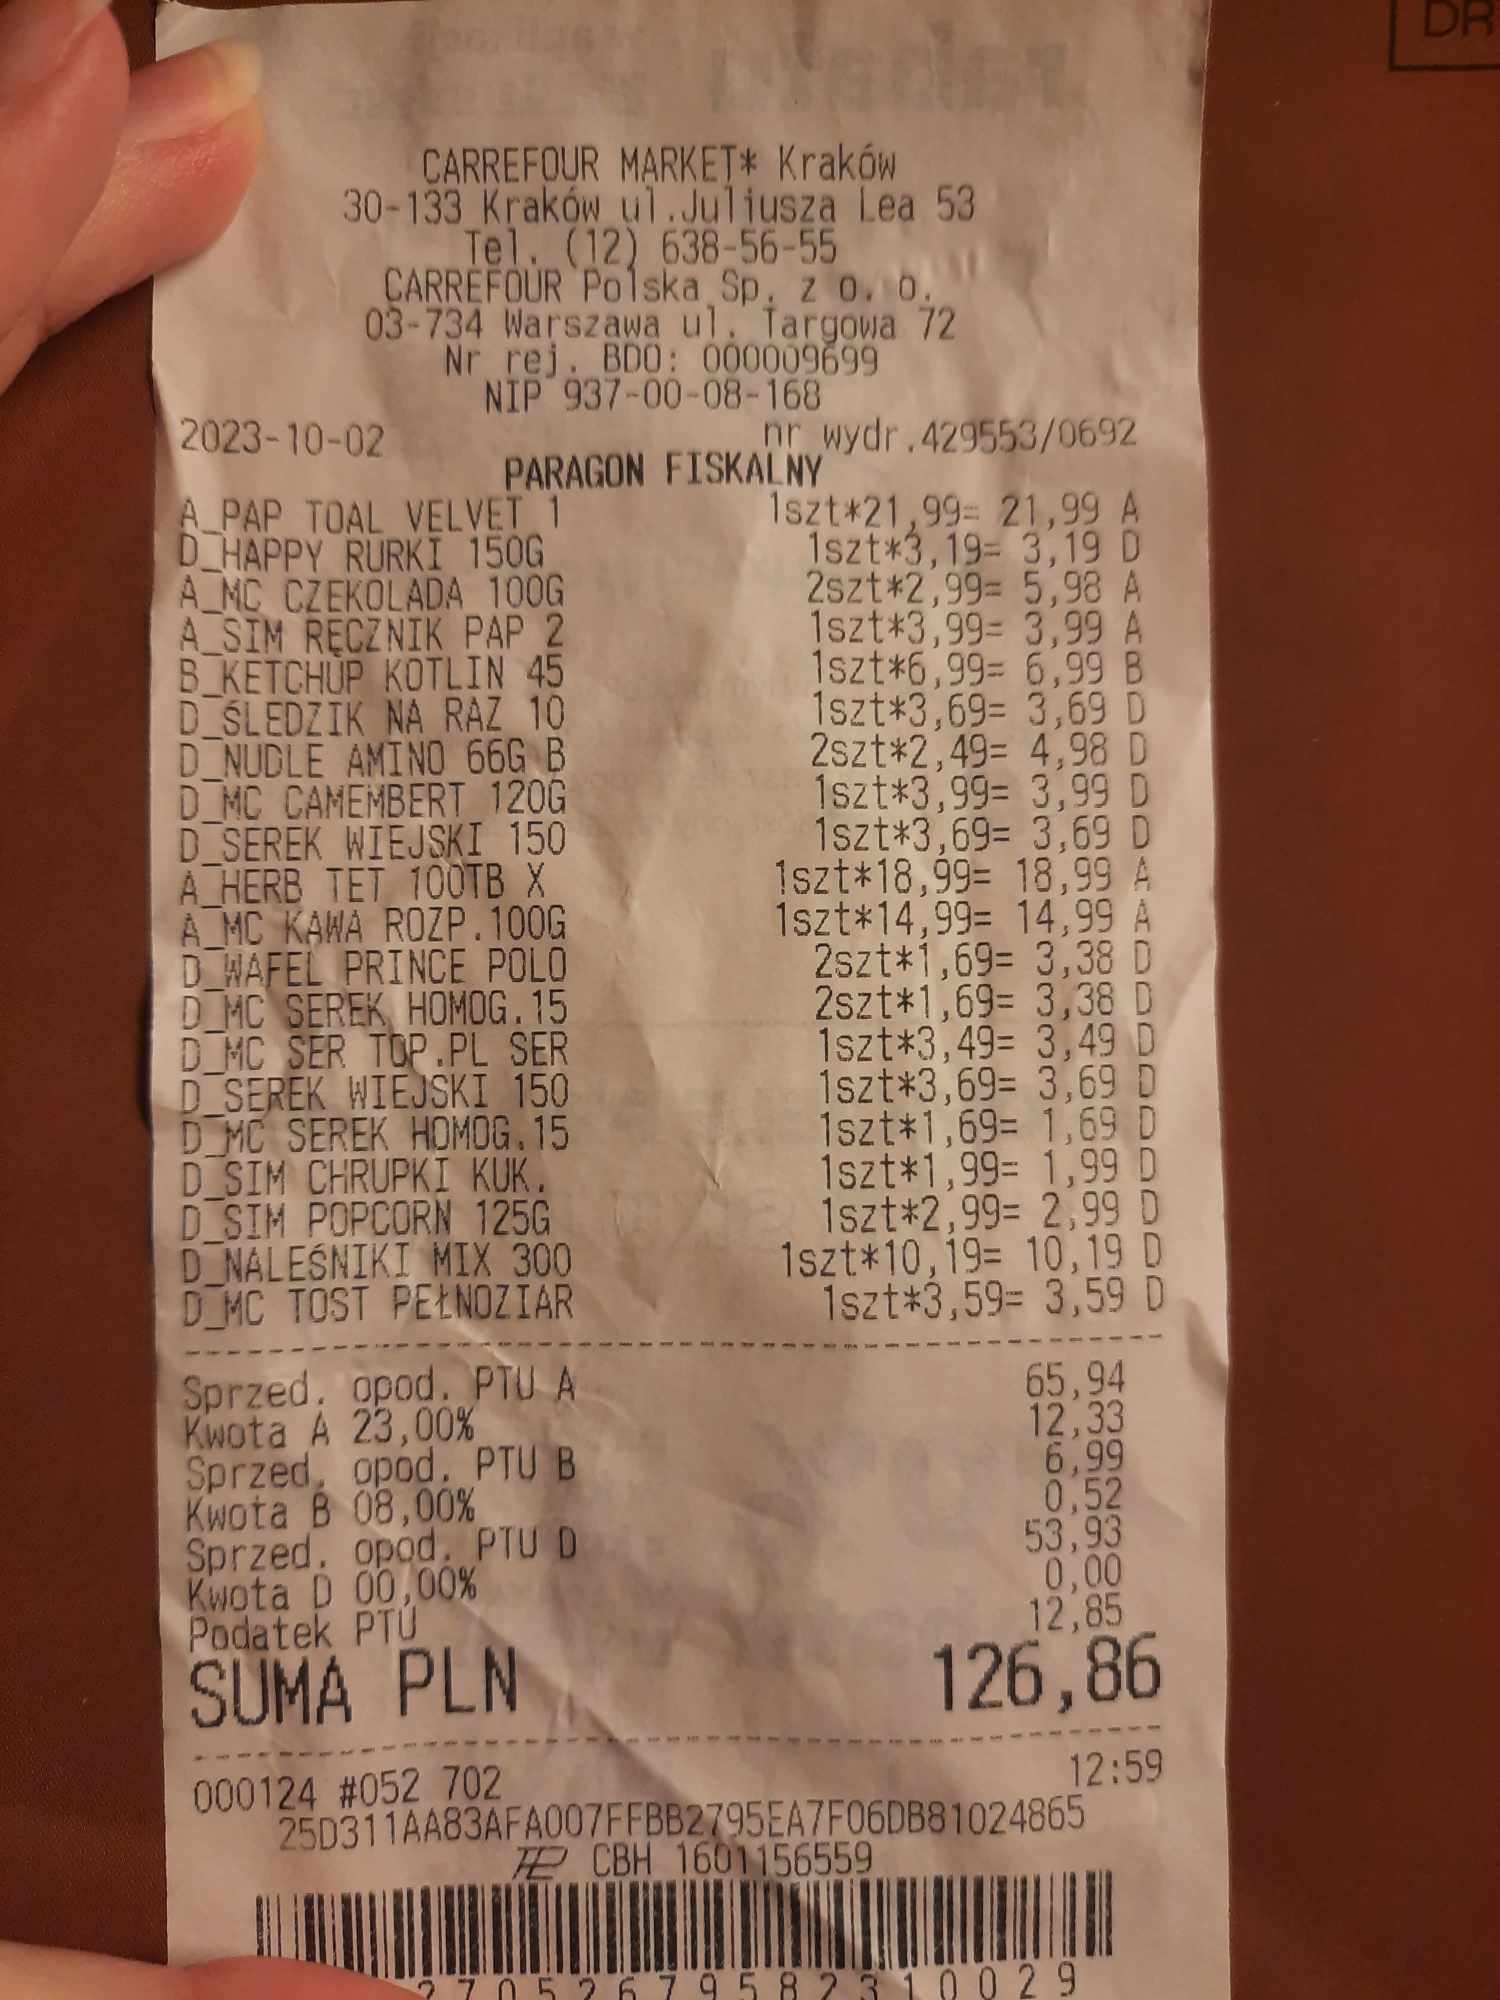 CARREFOUR MARKET* Kraków
30-133 Kraków ul.Juliusza Lea 53
Tel. (12) 638-56-55
CARREFOUR Polska Sp. z o. o.
03-734 Warszawa ul. Targowa 72
Nr rej. BDO: 000009699
NIP 937-00-08-168
2023-10-02 nr wydr.429553/0692
PARAGON FISKALNY
A_PAP TOAL VELVET 1 1szt*21,99= 21,99 A
D_HAPPY RURKI 150G 1szt*3,19= 3,19 D
A_MC CZEKOLADA 100G 2szt*2,99= 5,98 A
A_SIM RĘCZNIK PAP 2 1szt*3,99= 3,99 A
B_KETCHUP KOTLIN 45 1szt*6,99= 6,99 B
D_ŚLEDZIK NA RAZ 10 1szt*3,69= 3,69 D
D_NUDLE AMINO 66G B 2szt*2,49= 4,98 D
D_MC CAMEMBERT 120G 1szt*3,99= 3,99 D
D_SEREK WIEJSKI 150 1szt*3,69= 3,69 D
A_HERB TET 100TB X 1szt*18,99= 18,99 A
A_MC KAWA ROZP.100G 1szt*14,99= 14,99 A
D_WAFEL PRINCE POLO 2szt*1,69= 3,38 D
D_MC SEREK HOMOG.15 2szt*1,69= 3,38 D
D_MC SER TOP.PL SER 1szt*3,49= 3,49 D
D_SEREK WIEJSKI 150 1szt*3,69= 3,69 D
D_MC SEREK HOMOG.15 1szt*1,69= 1,69 D
D_SIM CHRUPKI KUK. 1szt*1,99= 1,99 D
D_SIM POPCORN 125G 1szt*2,99= 2,99 D
D_NALEŚNIKI MIX 300 1szt*10,19= 10,19 D
D_MC TOST PEŁNOZIAR 1szt*3,59= 3,59 D
Sprzed. opod. PTU A 65,94
Kwota A 23,00% 12,33
Sprzed. opod. PTU B 6,99
Kwota B 08,00% 0,52
Sprzed. opod. PTU D 53,93
Kwota D 00,00% 0,00
Podatek PTU 12,85
SUMA PLN 126,86
000124 #052 702 12:59
25D311AA83AFA007FFBB2795EA7F06DB81024865
CBH 1601156559
27052679582310029
DR